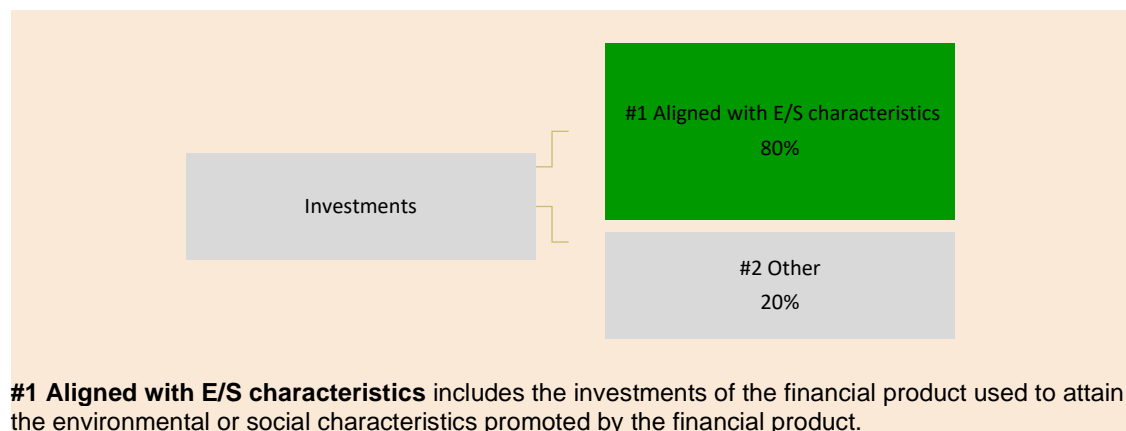 #1 Aligned with E/S characteristics
80%
Investments
#2 Other
20%
#1 Aligned with E/S characteristics includes the investments of the financial product used to attain
the environmental or social characteristics promoted by the financial product.